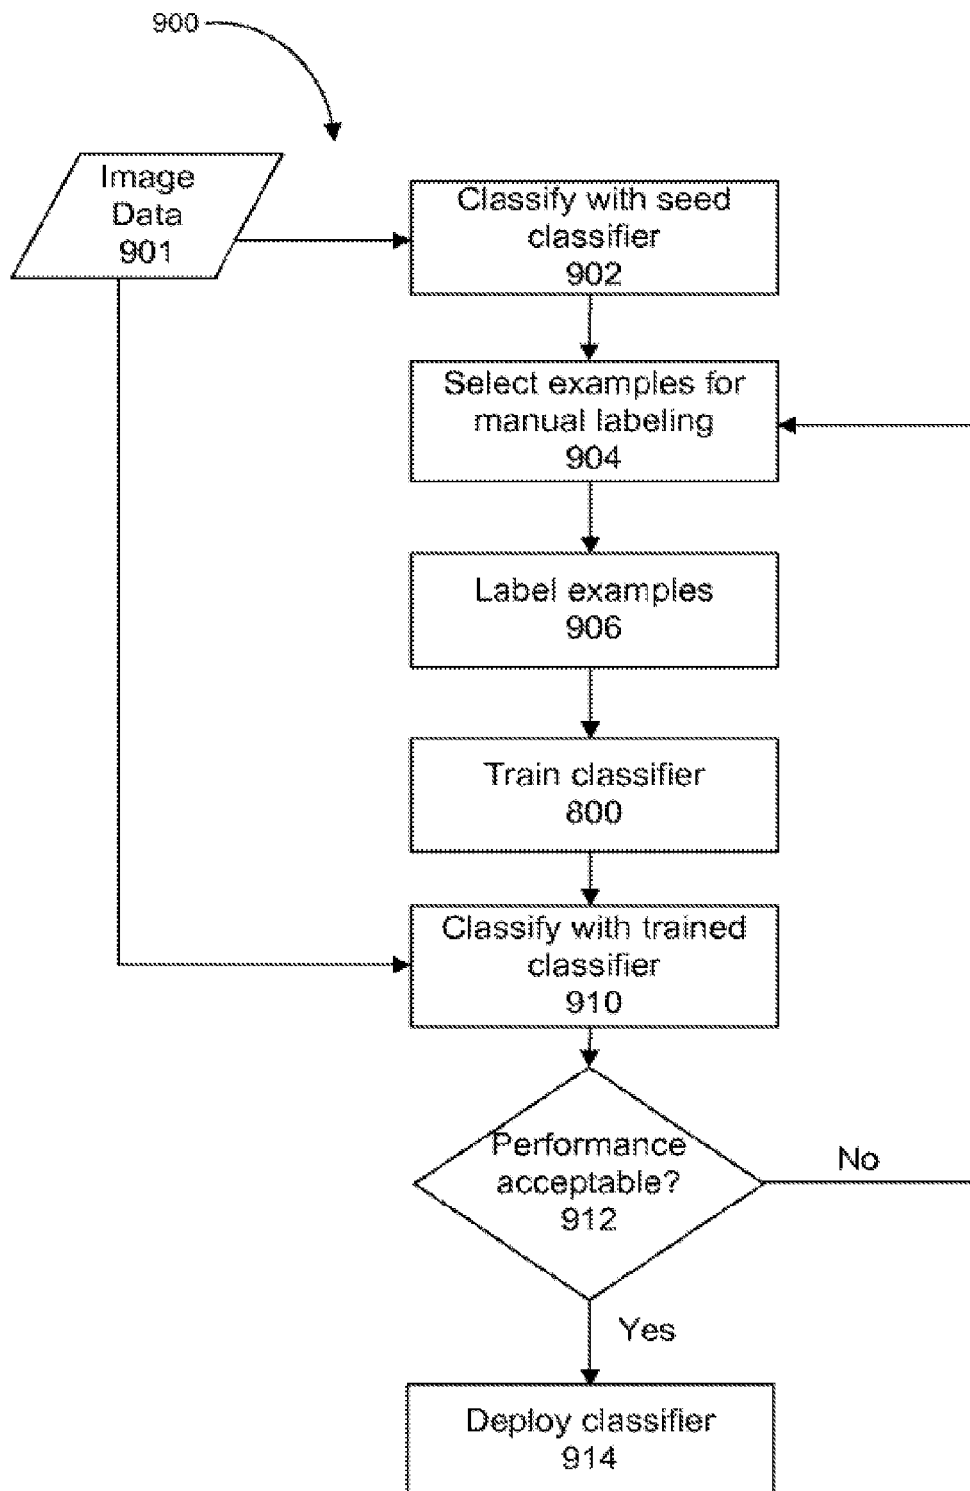 900
Image
Data
901
Classify with seed
classifier
902
Select examples for
manual labeling
904
Label examples
906
Train classifier
800
Classify with trained
classifier
910
Performance
acceptable?
912
No
Yes
Deploy classifier
914